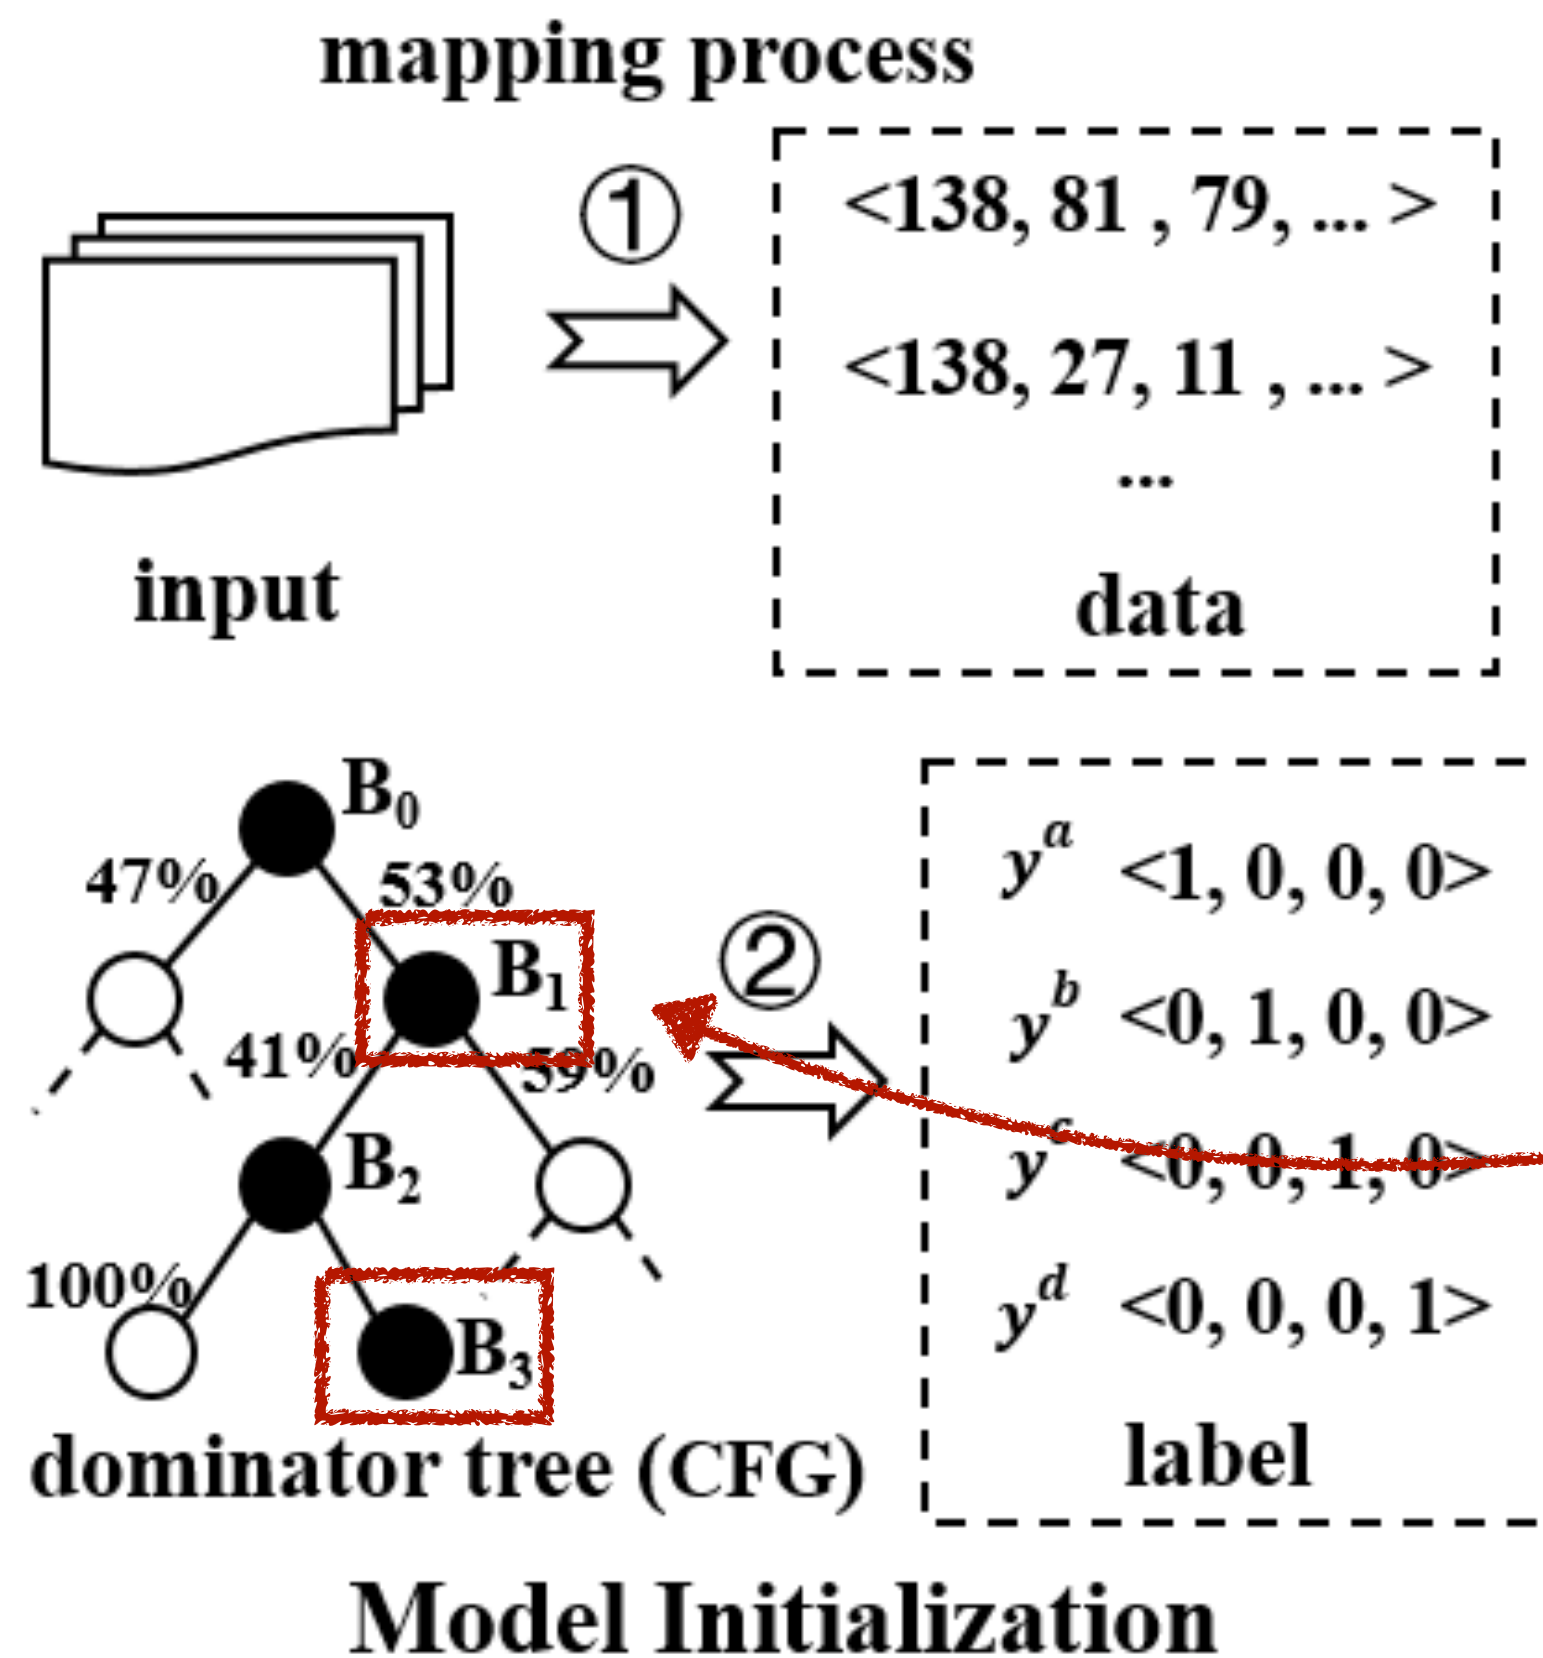 mapping process
①
<138, 81 , 79, ... >
<138, 27, 11 , ... >
...
input
data
B0
47%
53%
B1
41%
59%
B2
100%
B3
dominator tree (CFG)
②
y^a <1, 0, 0, 0>
y^b <0, 1, 0, 0>
y^c <0, 0, 1, 0>
y^d <0, 0, 0, 1>
label
Model Initialization